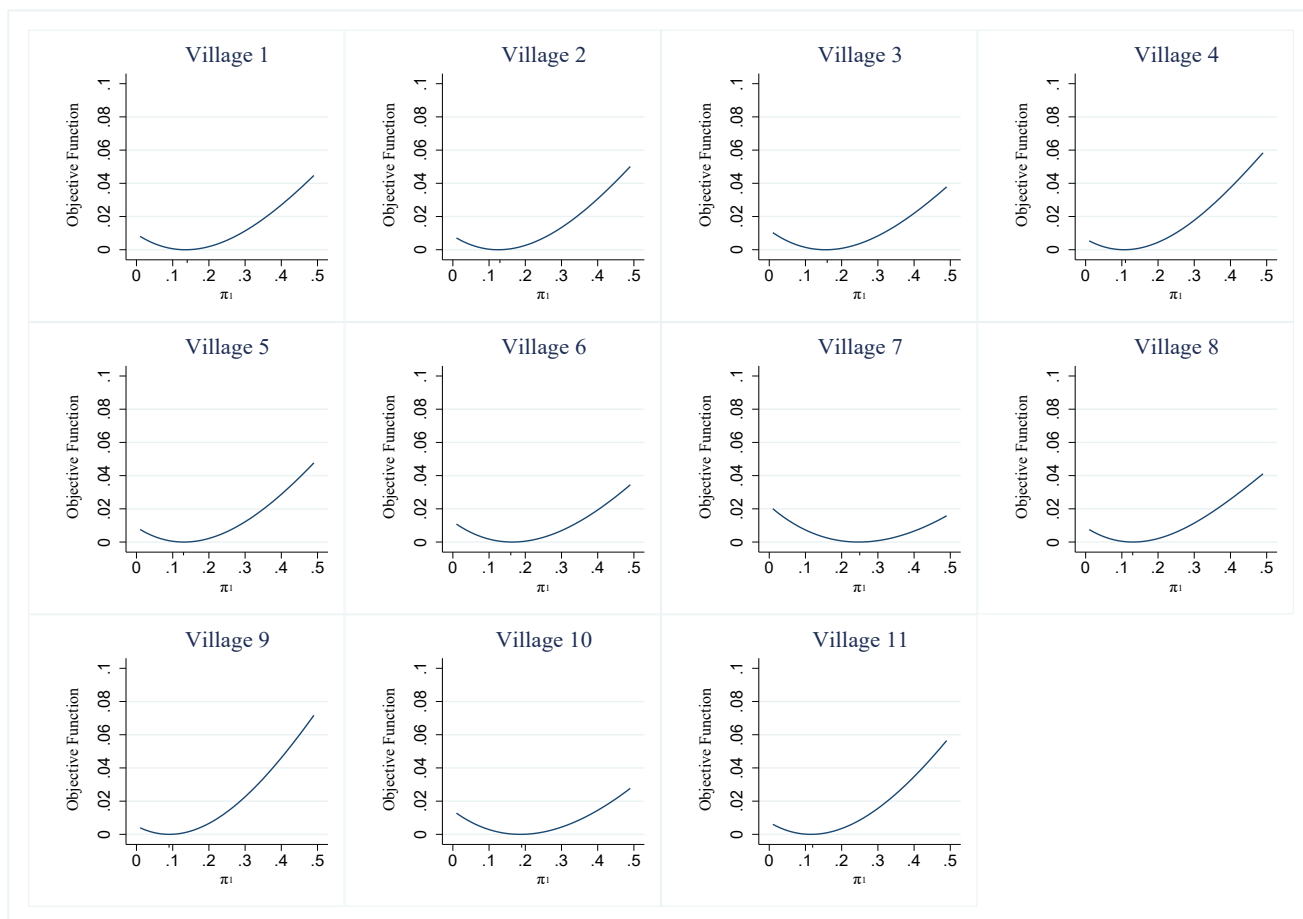 Village 1
Objective Function
0 .02 .04 .06 .08 .1
0 .1 .2 .3 .4 .5
π1
Village 2
Objective Function
0 .02 .04 .06 .08 .1
0 .1 .2 .3 .4 .5
π1
Village 3
Objective Function
0 .02 .04 .06 .08 .1
0 .1 .2 .3 .4 .5
π1
Village 4
Objective Function
0 .02 .04 .06 .08 .1
0 .1 .2 .3 .4 .5
π1
Village 5
Objective Function
0 .02 .04 .06 .08 .1
0 .1 .2 .3 .4 .5
π1
Village 6
Objective Function
0 .02 .04 .06 .08 .1
0 .1 .2 .3 .4 .5
π1
Village 7
Objective Function
0 .02 .04 .06 .08 .1
0 .1 .2 .3 .4 .5
π1
Village 8
Objective Function
0 .02 .04 .06 .08 .1
0 .1 .2 .3 .4 .5
π1
Village 9
Objective Function
0 .02 .04 .06 .08 .1
0 .1 .2 .3 .4 .5
π1
Village 10
Objective Function
0 .02 .04 .06 .08 .1
0 .1 .2 .3 .4 .5
π1
Village 11
Objective Function
0 .02 .04 .06 .08 .1
0 .1 .2 .3 .4 .5
π1